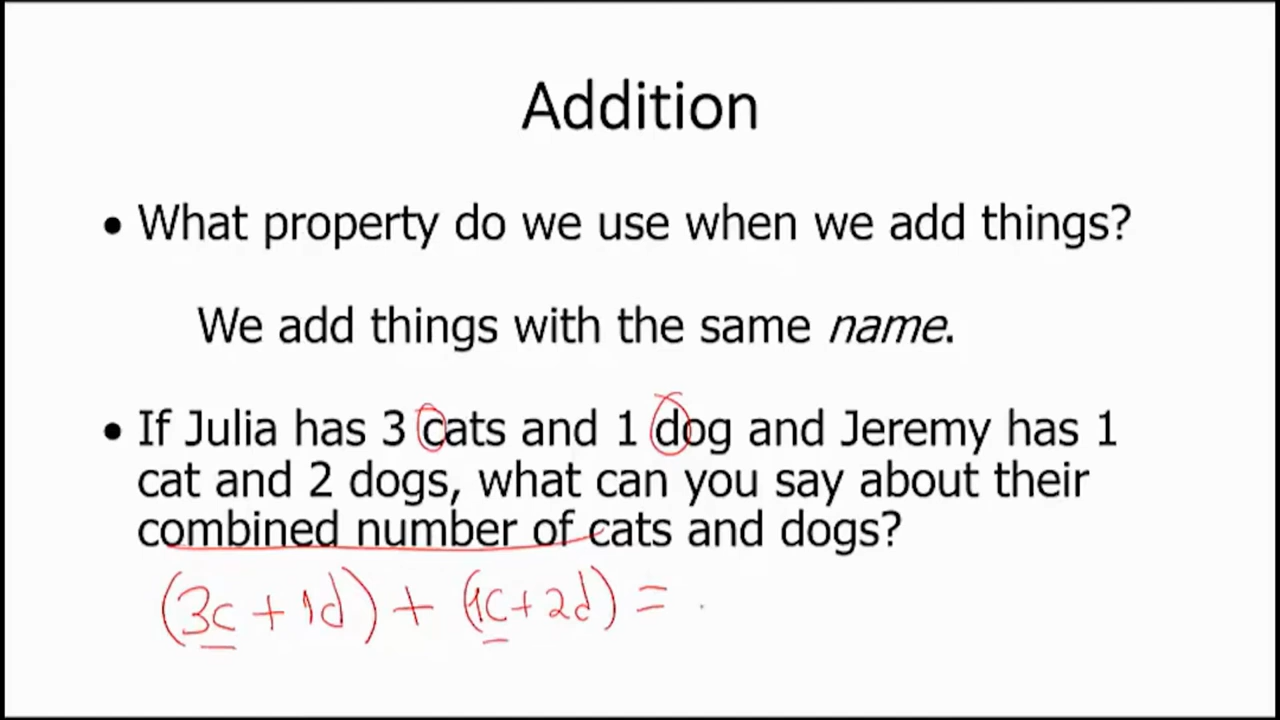 Addition
• What property do we use when we add things?
We add things with the same name.
• If Julia has 3 cats and 1 dog and Jeremy has 1
cat and 2 dogs, what can you say about their
combined number of cats and dogs?
(3c + 1d) + (1c + 2d) =